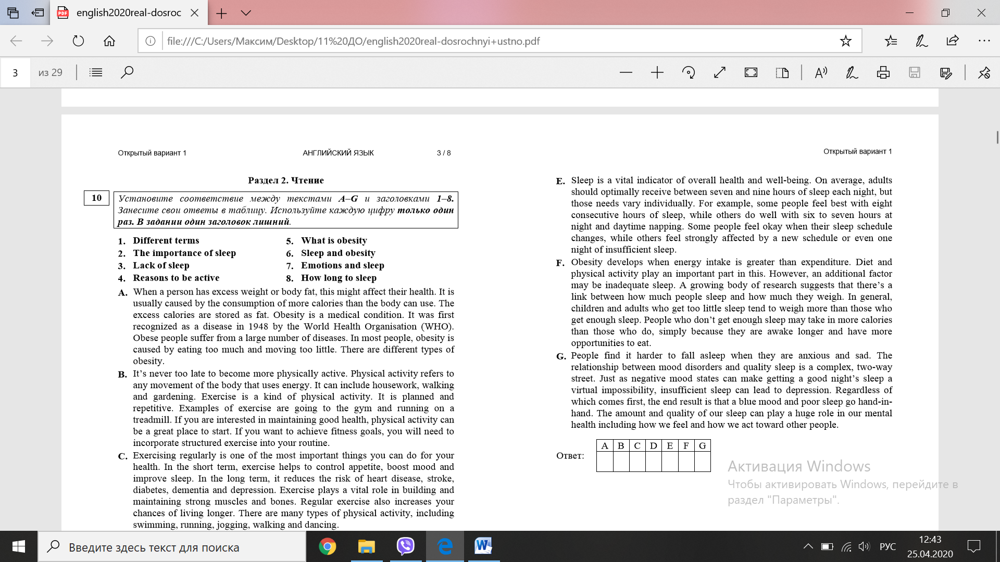 english2020real-dosroc
file:///C:/Users/Максим/Desktop/11%20ДО/english2020real-dosrochnyi+ustno.pdf
3 из 29
Открытый вариант 1 АНГЛИЙСКИЙ ЯЗЫК 3 / 8
Раздел 2. Чтение
10
Установите соответствие между текстами A–G и заголовками 1–8.
Занесите свои ответы в таблицу. Используйте каждую цифру только один
раз. В задании один заголовок лишний.
1. Different terms
2. The importance of sleep
3. Lack of sleep
4. Reasons to be active
5. What is obesity
6. Sleep and obesity
7. Emotions and sleep
8. How long to sleep
A. When a person has excess weight or body fat, this might affect their health. It is
usually caused by the consumption of more calories than the body can use. The
excess calories are stored as fat. Obesity is a medical condition. It was first
recognized as a disease in 1948 by the World Health Organisation (WHO).
Obese people suffer from a large number of diseases. In most people, obesity is
caused by eating too much and moving too little. There are different types of
obesity.
B. It’s never too late to become more physically active. Physical activity refers to
any movement of the body that uses energy. It can include housework, walking
and gardening. Exercise is a kind of physical activity. It is planned and
repetitive. Examples of exercise are going to the gym and running on a
treadmill. If you are interested in maintaining good health, physical activity can
be a great place to start. If you want to achieve fitness goals, you will need to
incorporate structured exercise into your routine.
C. Exercising regularly is one of the most important things you can do for your
health. In the short term, exercise helps to control appetite, boost mood and
improve sleep. In the long term, it reduces the risk of heart disease, stroke,
diabetes, dementia and depression. Exercise plays a vital role in building and
maintaining strong muscles and bones. Regular exercise also increases your
chances of living longer. There are many types of physical activity, including
swimming, running, jogging, walking and dancing.
Открытый вариант 1
E. Sleep is a vital indicator of overall health and well-being. On average, adults
should optimally receive between seven and nine hours of sleep each night, but
those needs vary individually. For example, some people feel best with eight
consecutive hours of sleep, while others do well with six to seven hours at
night and daytime napping. Some people feel okay when their sleep schedule
changes, while others feel strongly affected by a new schedule or even one
night of insufficient sleep.
F. Obesity develops when energy intake is greater than expenditure. Diet and
physical activity play an important part in this. However, an additional factor
may be inadequate sleep. A growing body of research suggests that there’s a
link between how much people sleep and how much they weigh. In general,
children and adults who get too little sleep tend to weigh more than those who
get enough sleep. People who don’t get enough sleep may take in more calories
than those who do, simply because they are awake longer and have more
opportunities to eat.
G. People find it harder to fall asleep when they are anxious and sad. The
relationship between mood disorders and quality sleep is a complex, two-way
street. Just as negative mood states can make getting a good night’s sleep a
virtual impossibility, insufficient sleep can lead to depression. Regardless of
which comes first, the end result is that a blue mood and poor sleep go hand-in-
hand. The amount and quality of our sleep can play a huge role in our mental
health including how we feel and how we act toward other people.
Ответ:
A B C D E F G
Активация Windows
Чтобы активировать Windows, перейдите в
раздел "Параметры".
Введите здесь текст для поиска
РУС
12:43
25.04.2020